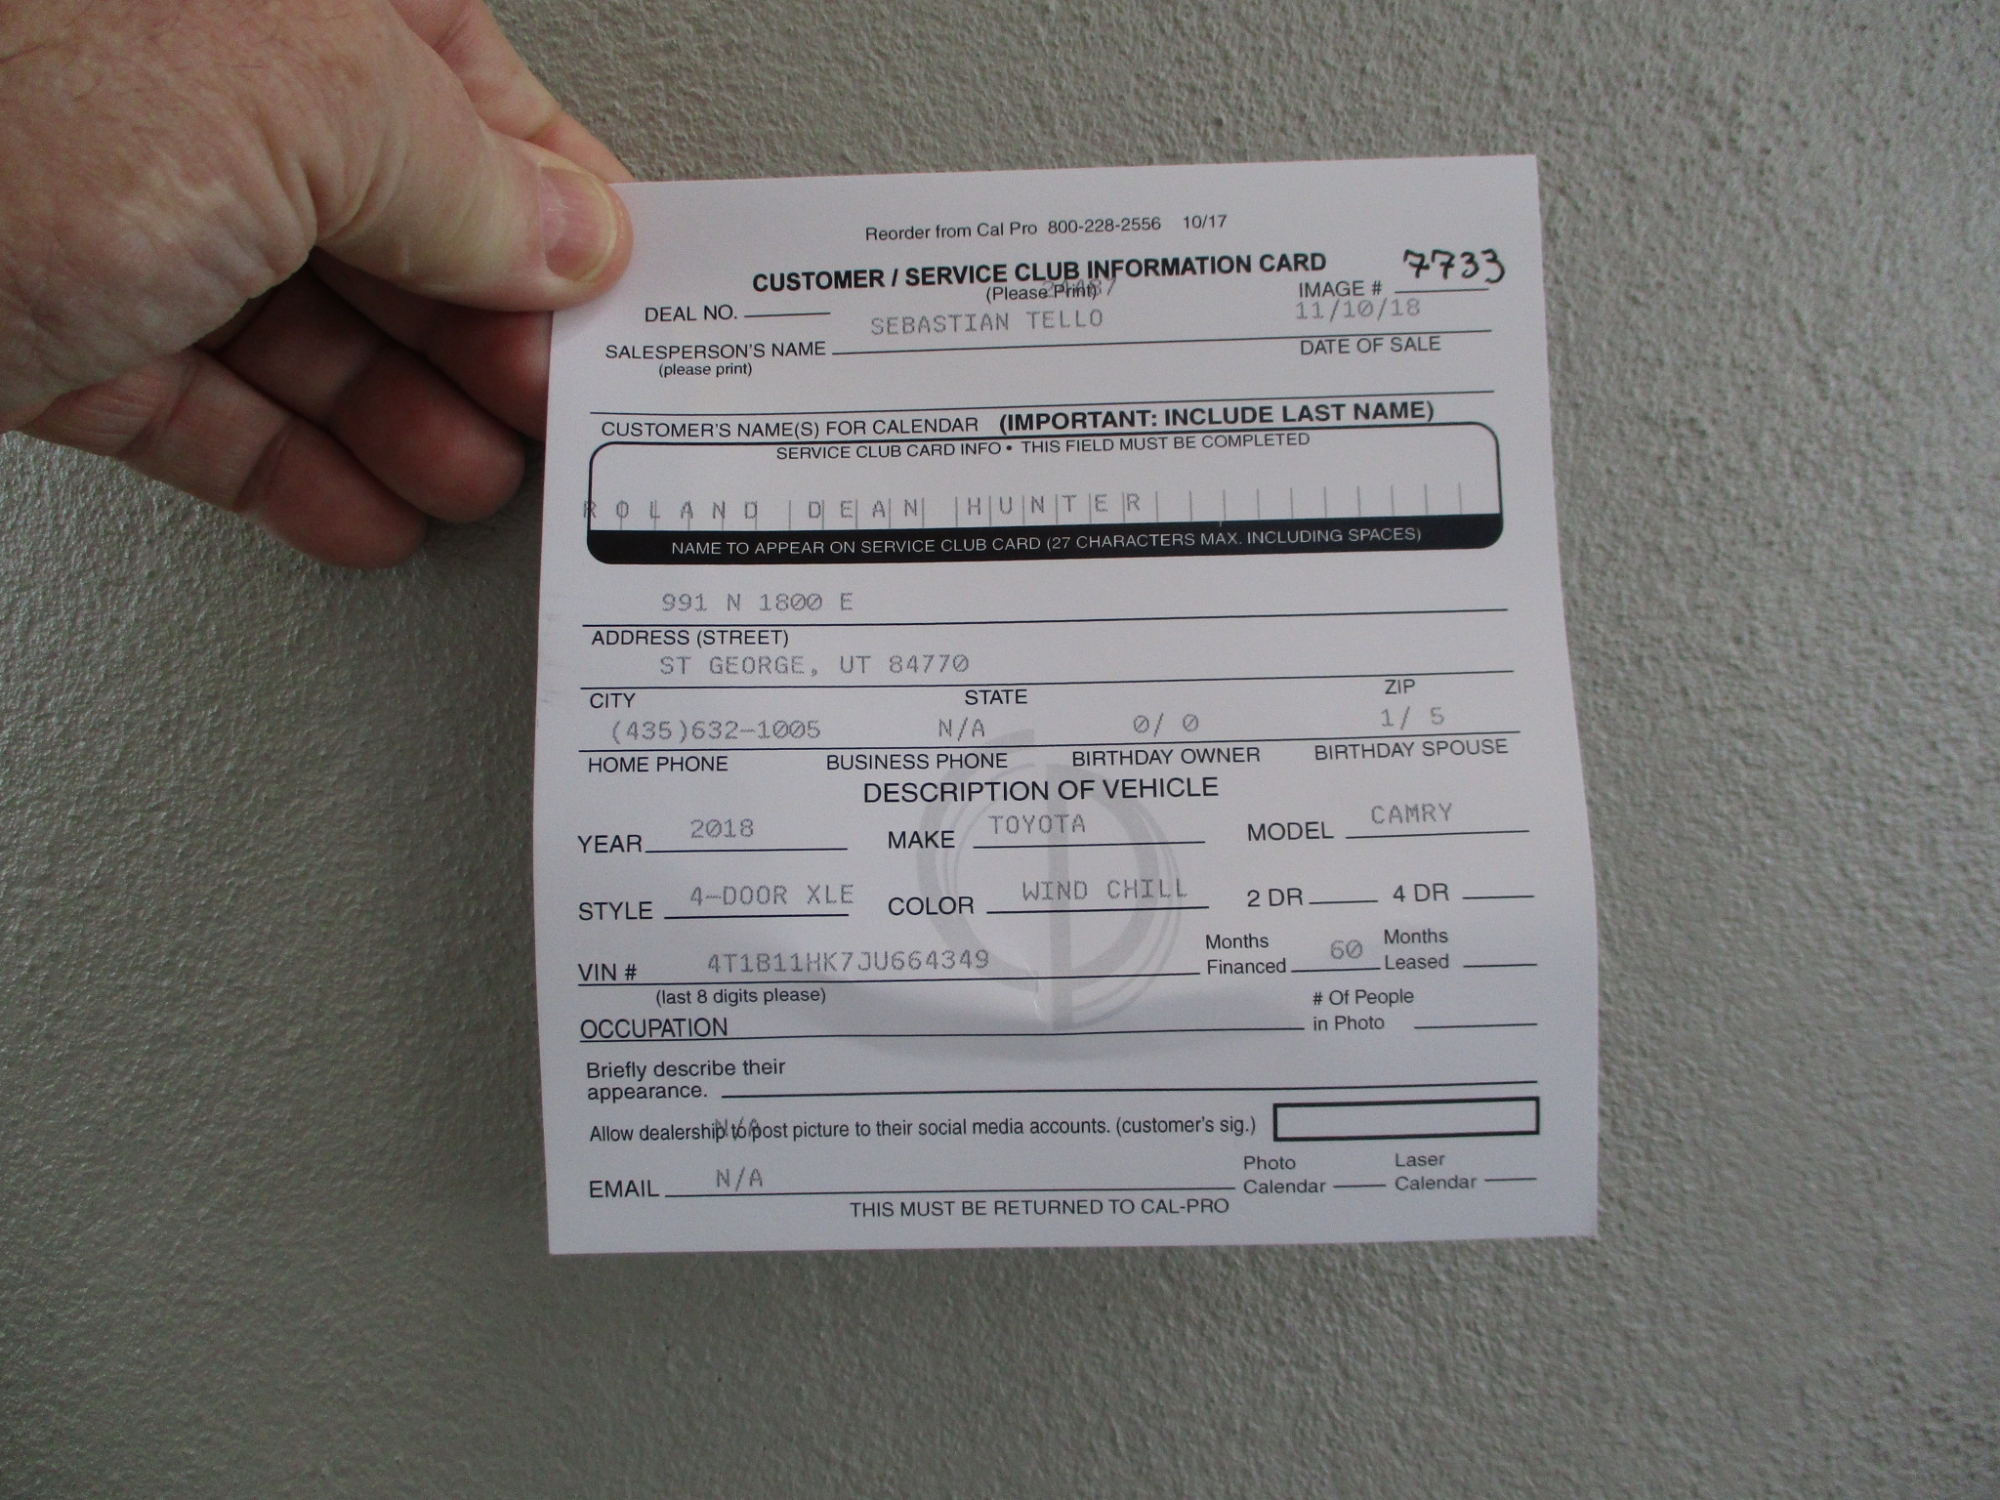 Reorder from Cal Pro 800-228-2556 10/17
CUSTOMER / SERVICE CLUB INFORMATION CARD 7733
(Please Print) IMAGE #
DEAL NO. SEBASTIAN TELLO 11/10/18
SALESPERSON'S NAME DATE OF SALE
(please print)
CUSTOMER'S NAME(S) FOR CALENDAR (IMPORTANT: INCLUDE LAST NAME)
SERVICE CLUB CARD INFO • THIS FIELD MUST BE COMPLETED
ROLAND DEAN HUNTER
NAME TO APPEAR ON SERVICE CLUB CARD (27 CHARACTERS MAX. INCLUDING SPACES)
991 N 1800 E
ADDRESS (STREET)
ST GEORGE, UT 84770
CITY STATE ZIP
(435)632-1005 N/A 0/ 0 1/ 5
HOME PHONE BUSINESS PHONE BIRTHDAY OWNER BIRTHDAY SPOUSE
DESCRIPTION OF VEHICLE
YEAR 2018 MAKE TOYOTA MODEL CAMRY
STYLE 4-DOOR XLE COLOR WIND CHILL 2 DR 4 DR
VIN # 4T1B11HK7JU664349 Months Financed 60 Months Leased
(last 8 digits please)
OCCUPATION # Of People in Photo
Briefly describe their
appearance.
N/A
Allow dealership to post picture to their social media accounts. (customer's sig.)
EMAIL N/A Photo Calendar Laser Calendar
THIS MUST BE RETURNED TO CAL-PRO